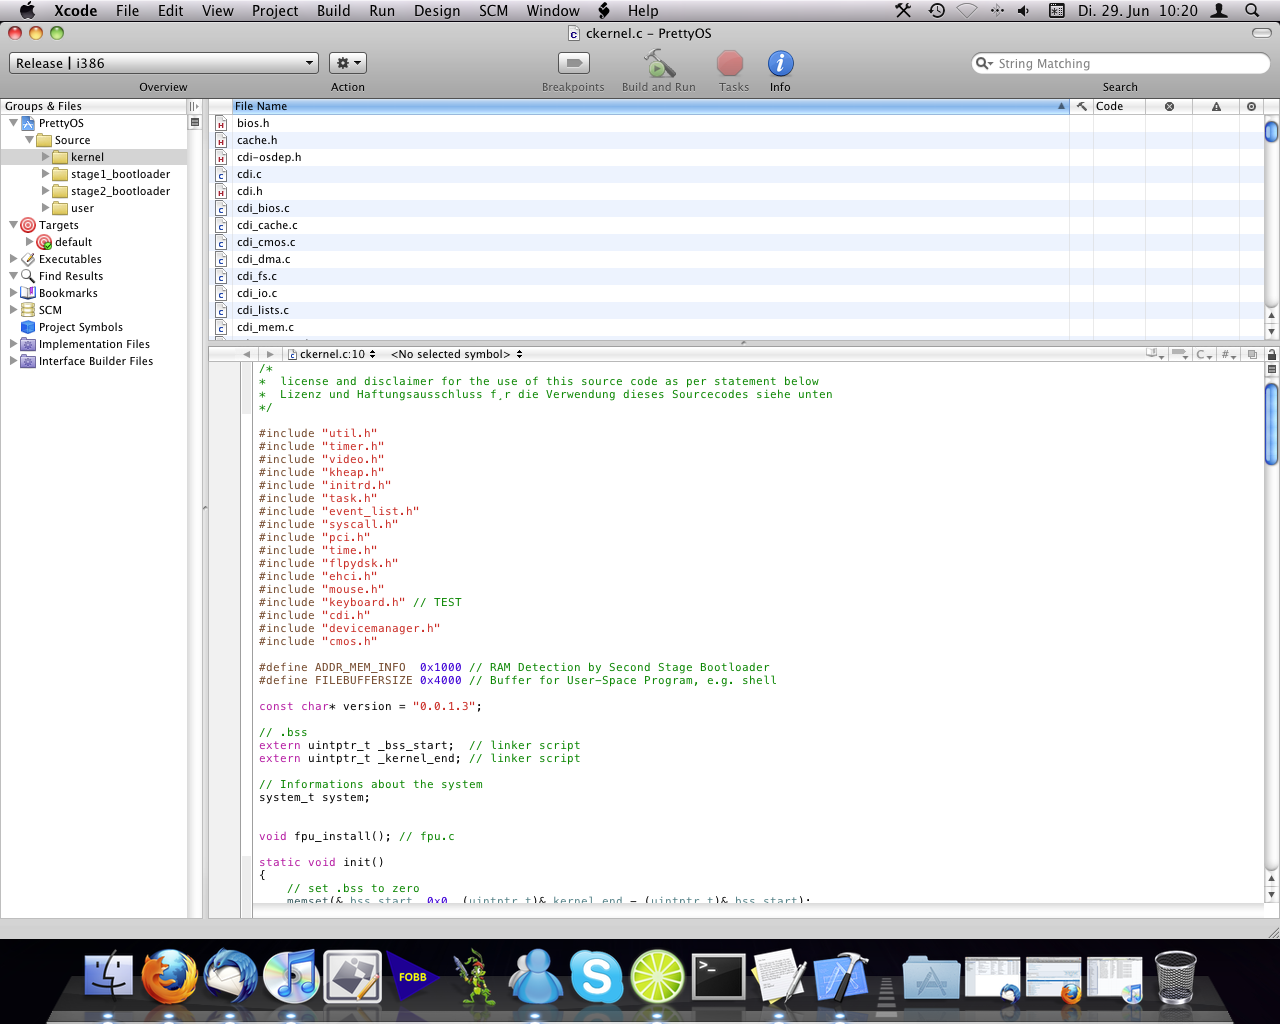 Xcode File Edit View Project Build Run Design SCM Window Help Di. 29. Jun 10:20
ckernel.c – PrettyOS
Release | i386
String Matching
Overview Action Breakpoints Build and Run Tasks Info Search
Groups & Files
PrettyOS
Source
kernel
stage1_bootloader
stage2_bootloader
user
Targets
default
Executables
Find Results
Bookmarks
SCM
Project Symbols
Implementation Files
Interface Builder Files
File Name Code
bios.h
cache.h
cdi-osdep.h
cdi.c
cdi.h
cdi_bios.c
cdi_cache.c
cdi_cmos.c
cdi_dma.c
cdi_fs.c
cdi_io.c
cdi_lists.c
cdi_mem.c
ckernel.c:10 <No selected symbol>
/*
*  license and disclaimer for the use of this source code as per statement below
*  Lizenz und Haftungsausschluss f¸r die Verwendung dieses Sourcecodes siehe unten
*/
#include "util.h"
#include "timer.h"
#include "video.h"
#include "kheap.h"
#include "initrd.h"
#include "task.h"
#include "event_list.h"
#include "syscall.h"
#include "pci.h"
#include "time.h"
#include "flpydsk.h"
#include "ehci.h"
#include "mouse.h"
#include "keyboard.h" // TEST
#include "cdi.h"
#include "devicemanager.h"
#include "cmos.h"
#define ADDR_MEM_INFO  0x1000 // RAM Detection by Second Stage Bootloader
#define FILEBUFFERSIZE 0x4000 // Buffer for User-Space Program, e.g. shell
const char* version = "0.0.1.3";
// .bss
extern uintptr_t _bss_start;  // linker script
extern uintptr_t _kernel_end; // linker script
// Informations about the system
system_t system;
void fpu_install(); // fpu.c
static void init()
{
// set .bss to zero
memset(&_bss_start, 0x0, (uintptr_t)&_kernel_end - (uintptr_t)&_bss_start);
FOBB